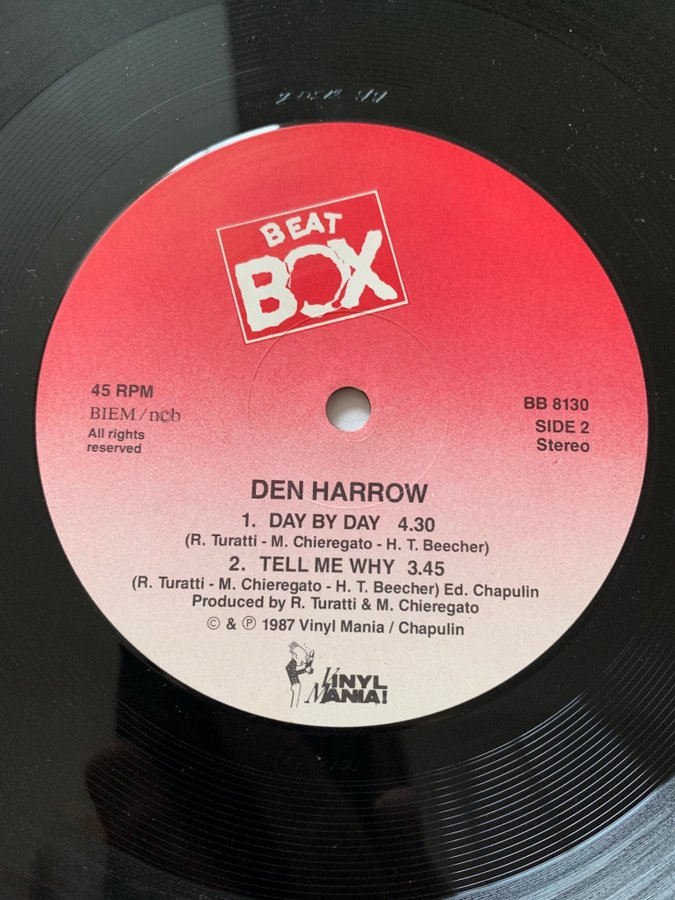 BEAT
BOX
45 RPM
BIEM/n©b
All rights
reserved
BB 8130
SIDE 2
Stereo
DEN HARROW
1. DAY BY DAY 4.30
(R. Turatti - M. Chieregato - H. T. Beecher)
2. TELL ME WHY 3.45
(R. Turatti - M. Chieregato - H. T. Beecher) Ed. Chapulin
Produced by R. Turatti & M. Chieregato
© & ℗ 1987 Vinyl Mania / Chapulin
VINYL
MANIA!